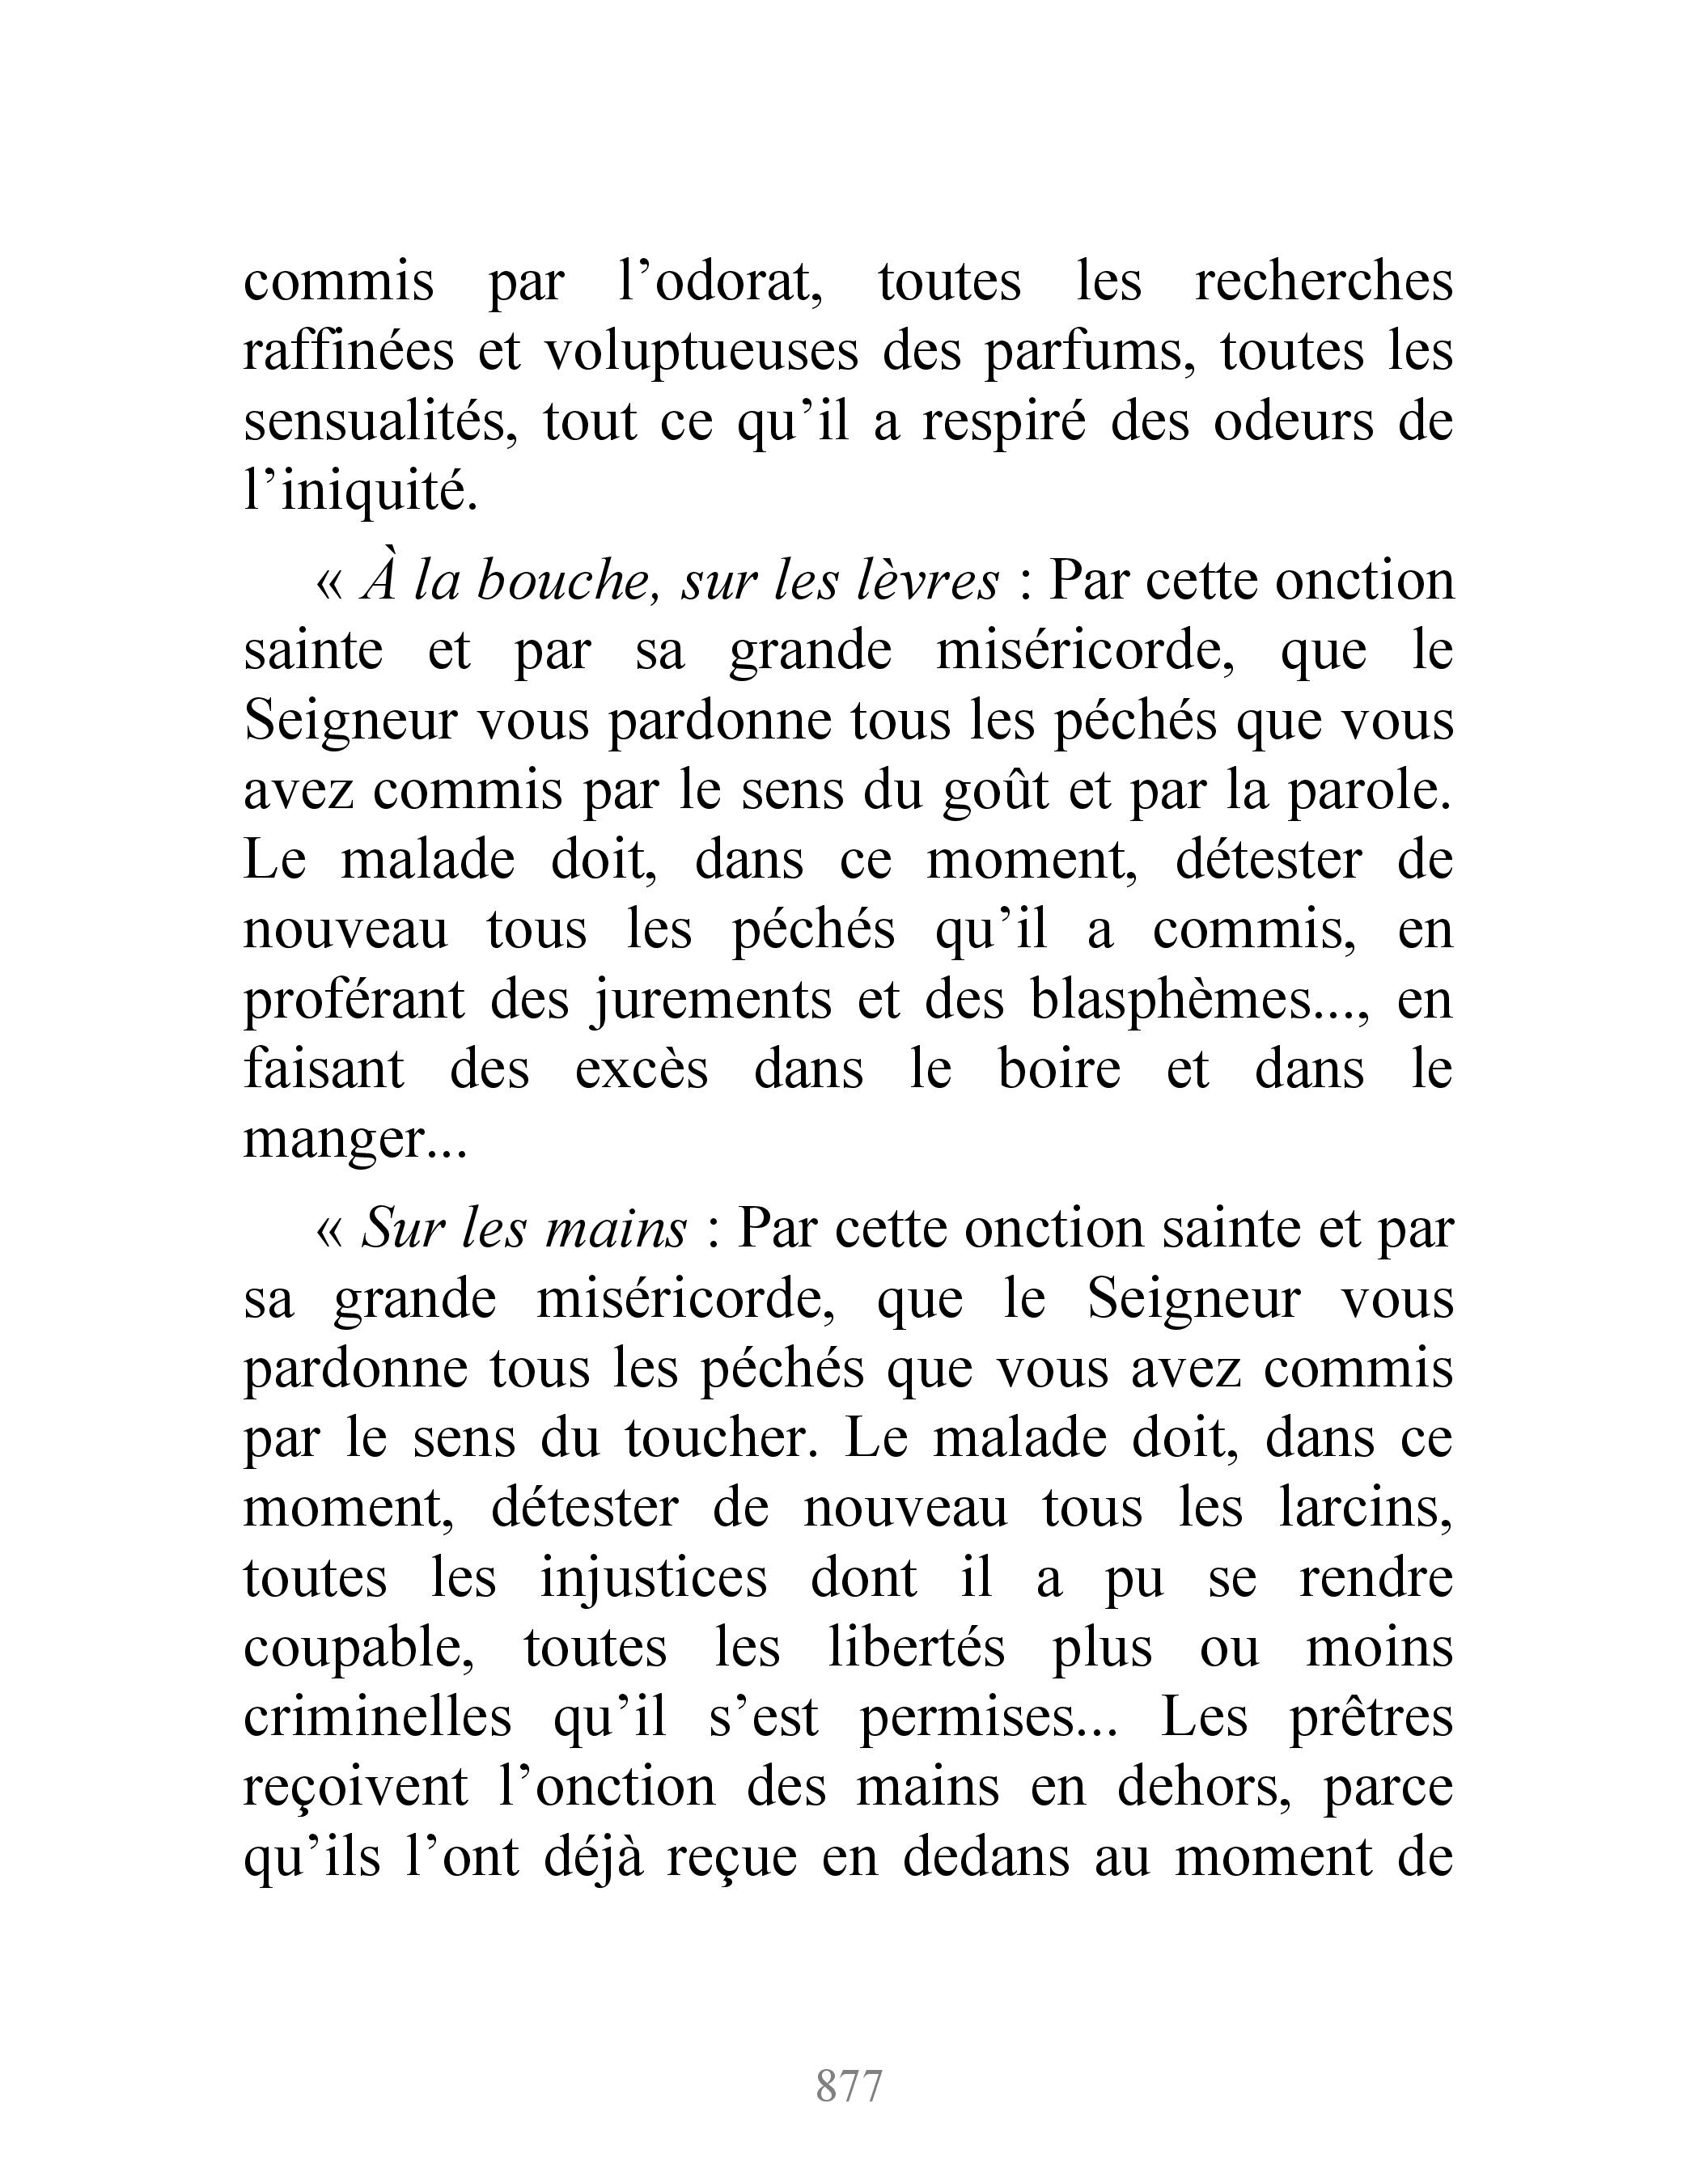 commis par l’odorat, toutes les recherches
raffinées et voluptueuses des parfums, toutes les
sensualités, tout ce qu’il a respiré des odeurs de
l’iniquité.
« À la bouche, sur les lèvres : Par cette onction
sainte et par sa grande miséricorde, que le
Seigneur vous pardonne tous les péchés que vous
avez commis par le sens du goût et par la parole.
Le malade doit, dans ce moment, détester de
nouveau tous les péchés qu’il a commis, en
proférant des jurements et des blasphèmes..., en
faisant des excès dans le boire et dans le
manger...
« Sur les mains : Par cette onction sainte et par
sa grande miséricorde, que le Seigneur vous
pardonne tous les péchés que vous avez commis
par le sens du toucher. Le malade doit, dans ce
moment, détester de nouveau tous les larcins,
toutes les injustices dont il a pu se rendre
coupable, toutes les libertés plus ou moins
criminelles qu’il s’est permises... Les prêtres
reçoivent l’onction des mains en dehors, parce
qu’ils l’ont déjà reçue en dedans au moment de
877